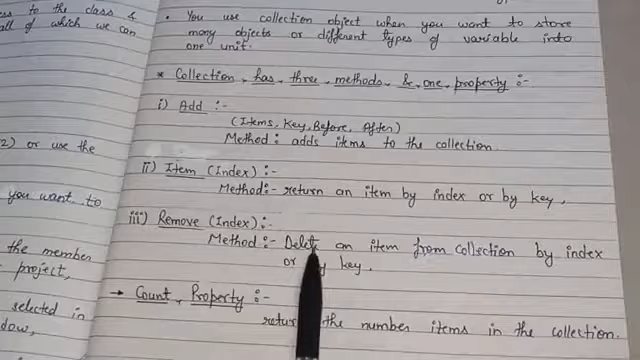 ss to the class &
all of which we can
2) or use the
you want to
the member
project,
selected in
dow,
• You use collection object when you want to store
many objects or different types of variable into
one unit.
* Collection, has, three, methods, &, one, property :-
i) Add :-
(Items, Key, Before, After)
Method : adds items to the collection.
ii) Item (Index) :-
Method :- return an item by index or by key,
iii) Remove (Index) :-
Method :- Delet an item from collection by index
or key,
→ Count, Property :-
the number items in the collection.